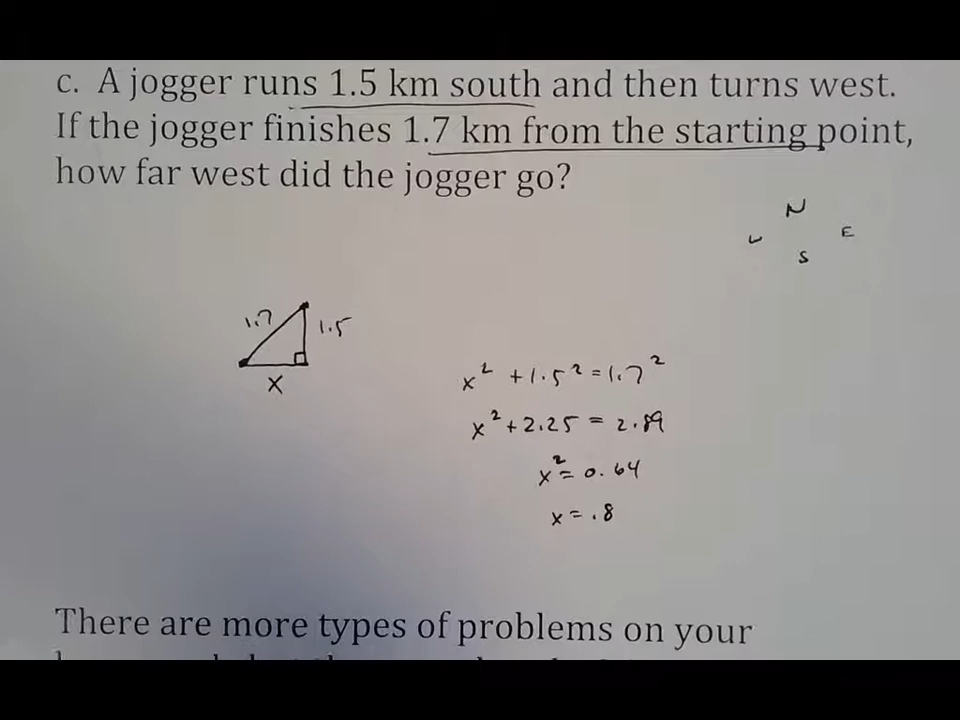 c. A jogger runs 1.5 km south and then turns west.
If the jogger finishes 1.7 km from the starting point,
how far west did the jogger go?
N
W E
S
1.7 1.5
x
x² + 1.5² = 1.7²
x² + 2.25 = 2.89
x² = 0.64
x = .8
There are more types of problems on your